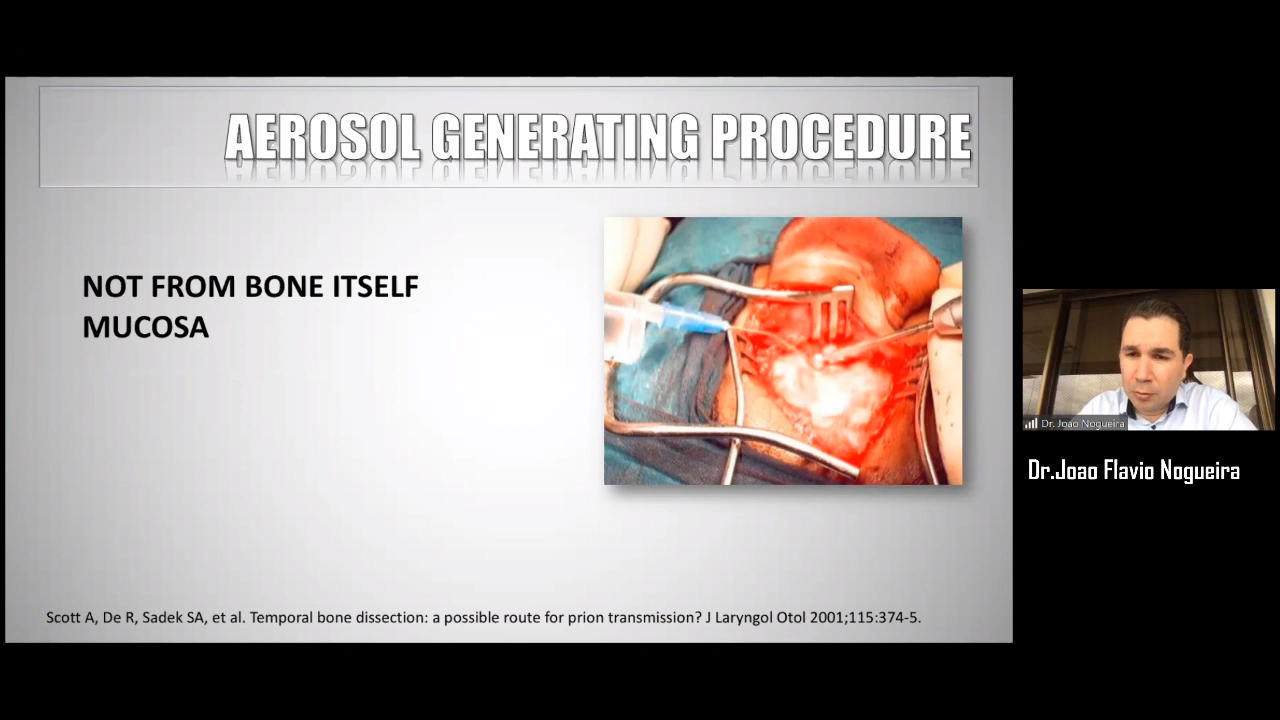 AEROSOL GENERATING PROCEDURE
NOT FROM BONE ITSELF
MUCOSA
Scott A, De R, Sadek SA, et al. Temporal bone dissection: a possible route for prion transmission? J Laryngol Otol 2001;115:374-5.
Dr. Joao Nogueira
Dr.Joao Flavio Nogueira